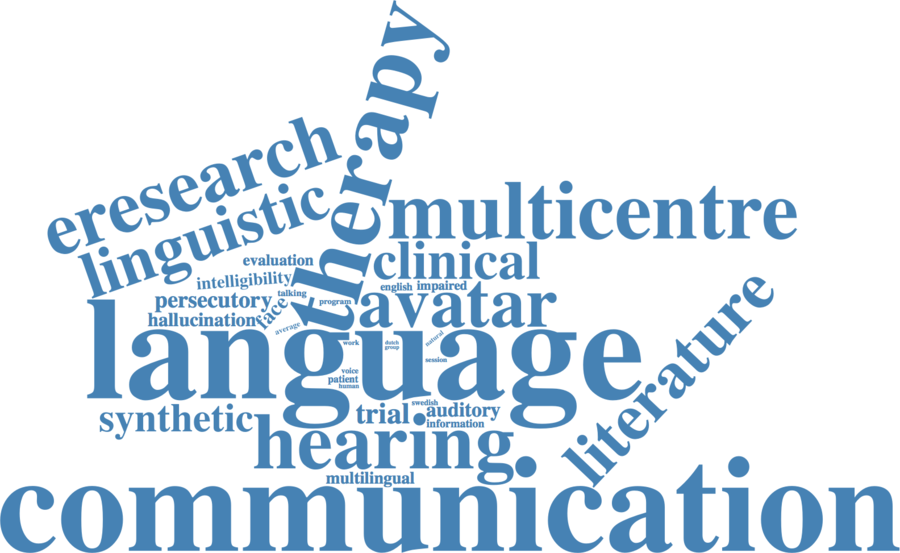 therapy
eresearch
linguistic
multicentre
evaluation
clinical
intelligibility
talking
english
impaired
persecutory
face
program
avatar
literature
hallucination
average
language
work
dutch
group
natural
session
voice
patient
human
synthetic
trial
swedish
auditory
information
hearing
multilingual
communication